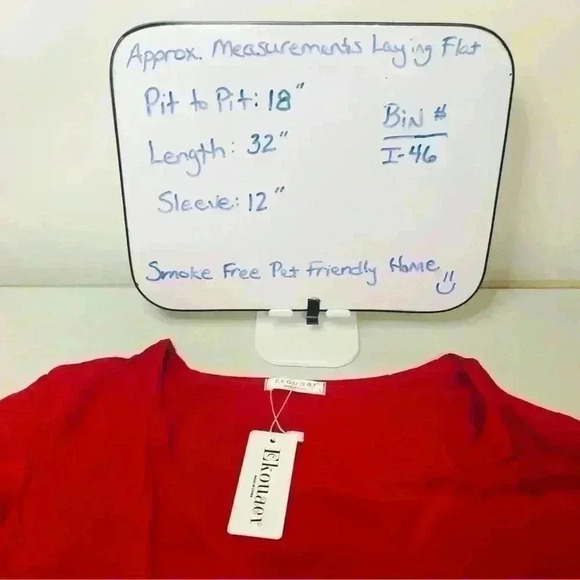 Approx. Measurements Laying Flat
Pit to Pit: 18"
Length: 32"
Sleeve: 12"
BiN #
I-46
Smoke Free Pet Friendly Home
Ekouaer
Ekouaer